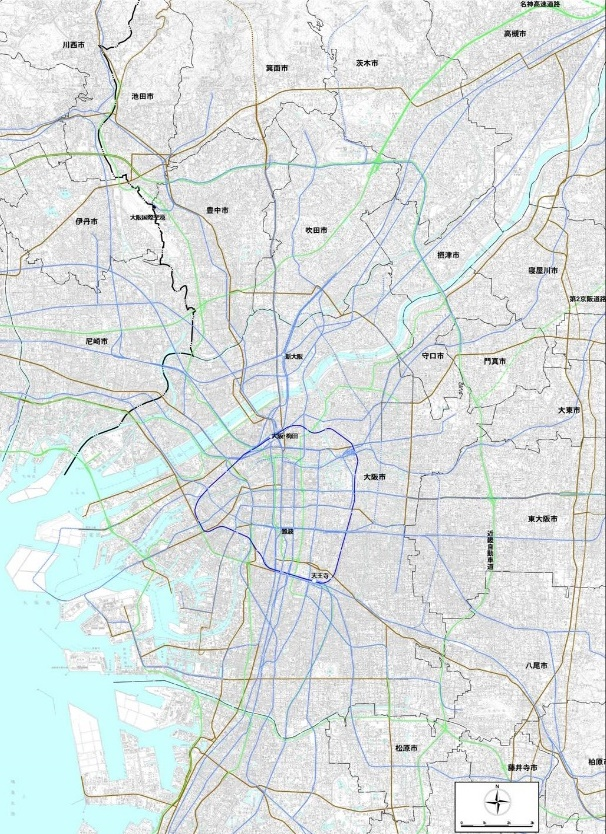 名神高速道路
高槻市
川西市
茨木市
箕面市
池田市
豊中市
大阪国際空港
伊丹市
吹田市
摂津市
寝屋川市
第2京阪道路
尼崎市
新大阪
守口市
門真市
大東市
大阪・梅田
大阪市
東大阪市
難波
近畿自動車道
天王寺
八尾市
松原市
藤井寺市
柏原市
N